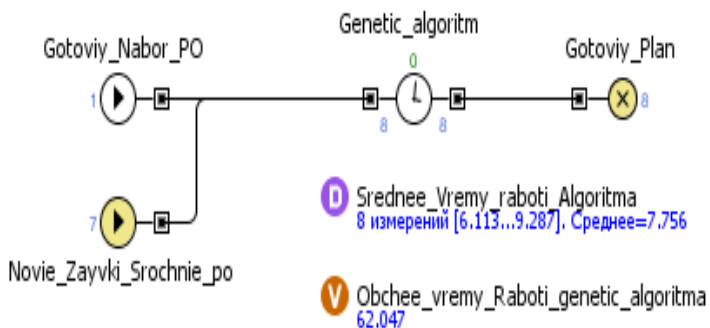 Genetic_algoritm
Gotoviy_Nabor_PO
Gotoviy_Plan
0
1
8
8
8
7
D
Srednee_Vremy_raboti_Algoritma
8 измерений [6.113...9.287]. Среднее=7.756
Novie_Zayvki_Srochnie_po
V
Obchee_vremy_Raboti_genetic_algoritma
62.047